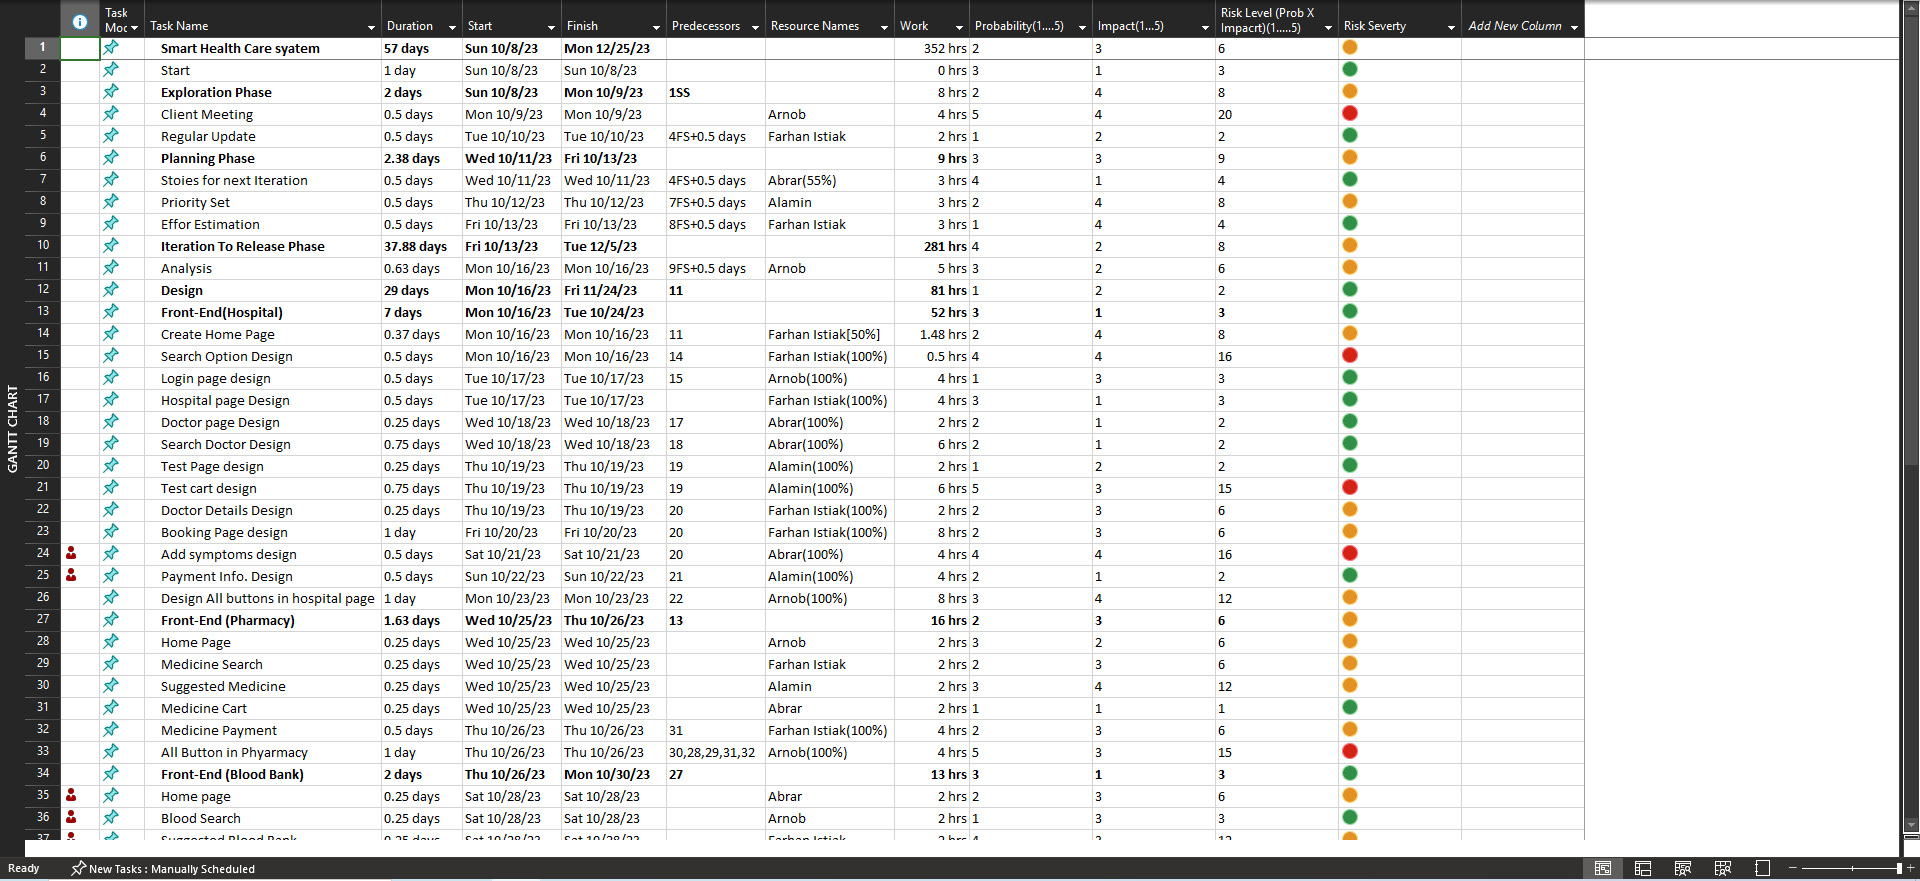 Task Moc Task Name Duration Start Finish Predecessors Resource Names Work Probability(1....5) Impact(1...5) Risk Level (Prob X Impacrt)(1.....5) Risk Severty Add New Column
1 Smart Health Care syatem 57 days Sun 10/8/23 Mon 12/25/23 352 hrs 2 3 6
2 Start 1 day Sun 10/8/23 Sun 10/8/23 0 hrs 3 1 3
3 Exploration Phase 2 days Sun 10/8/23 Mon 10/9/23 1SS 8 hrs 2 4 8
4 Client Meeting 0.5 days Mon 10/9/23 Mon 10/9/23 Arnob 4 hrs 5 4 20
5 Regular Update 0.5 days Tue 10/10/23 Tue 10/10/23 4FS+0.5 days Farhan Istiak 2 hrs 1 2 2
6 Planning Phase 2.38 days Wed 10/11/23 Fri 10/13/23 9 hrs 3 3 9
7 Stoies for next Iteration 0.5 days Wed 10/11/23 Wed 10/11/23 4FS+0.5 days Abrar(55%) 3 hrs 4 1 4
8 Priority Set 0.5 days Thu 10/12/23 Thu 10/12/23 7FS+0.5 days Alamin 3 hrs 2 4 8
9 Effor Estimation 0.5 days Fri 10/13/23 Fri 10/13/23 8FS+0.5 days Farhan Istiak 3 hrs 1 4 4
10 Iteration To Release Phase 37.88 days Fri 10/13/23 Tue 12/5/23 281 hrs 4 2 8
11 Analysis 0.63 days Mon 10/16/23 Mon 10/16/23 9FS+0.5 days Arnob 5 hrs 3 2 6
12 Design 29 days Mon 10/16/23 Fri 11/24/23 11 81 hrs 1 2 2
13 Front-End(Hospital) 7 days Mon 10/16/23 Tue 10/24/23 52 hrs 3 1 3
14 Create Home Page 0.37 days Mon 10/16/23 Mon 10/16/23 11 Farhan Istiak[50%] 1.48 hrs 2 4 8
15 Search Option Design 0.5 days Mon 10/16/23 Mon 10/16/23 14 Farhan Istiak(100%) 0.5 hrs 4 4 16
16 Login page design 0.5 days Tue 10/17/23 Tue 10/17/23 15 Arnob(100%) 4 hrs 1 3 3
17 Hospital page Design 0.5 days Tue 10/17/23 Tue 10/17/23 Farhan Istiak(100%) 4 hrs 3 1 3
18 Doctor page Design 0.25 days Wed 10/18/23 Wed 10/18/23 17 Abrar(100%) 2 hrs 2 1 2
19 Search Doctor Design 0.75 days Wed 10/18/23 Wed 10/18/23 18 Abrar(100%) 6 hrs 2 1 2
20 Test Page design 0.25 days Thu 10/19/23 Thu 10/19/23 19 Alamin(100%) 2 hrs 1 2 2
21 Test cart design 0.75 days Thu 10/19/23 Thu 10/19/23 19 Alamin(100%) 6 hrs 5 3 15
22 Doctor Details Design 0.25 days Thu 10/19/23 Thu 10/19/23 20 Farhan Istiak(100%) 2 hrs 2 3 6
23 Booking Page design 1 day Fri 10/20/23 Fri 10/20/23 20 Farhan Istiak(100%) 8 hrs 2 3 6
24 Add symptoms design 0.5 days Sat 10/21/23 Sat 10/21/23 20 Abrar(100%) 4 hrs 4 4 16
25 Payment Info. Design 0.5 days Sun 10/22/23 Sun 10/22/23 21 Alamin(100%) 4 hrs 2 1 2
26 Design All buttons in hospital page 1 day Mon 10/23/23 Mon 10/23/23 22 Arnob(100%) 8 hrs 3 4 12
27 Front-End (Pharmacy) 1.63 days Wed 10/25/23 Thu 10/26/23 13 16 hrs 2 3 6
28 Home Page 0.25 days Wed 10/25/23 Wed 10/25/23 Arnob 2 hrs 3 2 6
29 Medicine Search 0.25 days Wed 10/25/23 Wed 10/25/23 Farhan Istiak 2 hrs 2 3 6
30 Suggested Medicine 0.25 days Wed 10/25/23 Wed 10/25/23 Alamin 2 hrs 3 4 12
31 Medicine Cart 0.25 days Wed 10/25/23 Wed 10/25/23 Abrar 2 hrs 1 1 1
32 Medicine Payment 0.5 days Thu 10/26/23 Thu 10/26/23 31 Farhan Istiak(100%) 4 hrs 2 3 6
33 All Button in Phyarmacy 1 day Thu 10/26/23 Thu 10/26/23 30,28,29,31,32 Arnob(100%) 4 hrs 5 3 15
34 Front-End (Blood Bank) 2 days Thu 10/26/23 Mon 10/30/23 27 13 hrs 3 1 3
35 Home page 0.25 days Sat 10/28/23 Sat 10/28/23 Abrar 2 hrs 2 3 6
36 Blood Search 0.25 days Sat 10/28/23 Sat 10/28/23 Arnob 2 hrs 1 3 3
37 Suggested Blood Bank 0.25 days Sat 10/28/23 Sat 10/28/23 Farhan Istiak 2 hrs 4 3 12
GANTT CHART
Ready New Tasks : Manually Scheduled